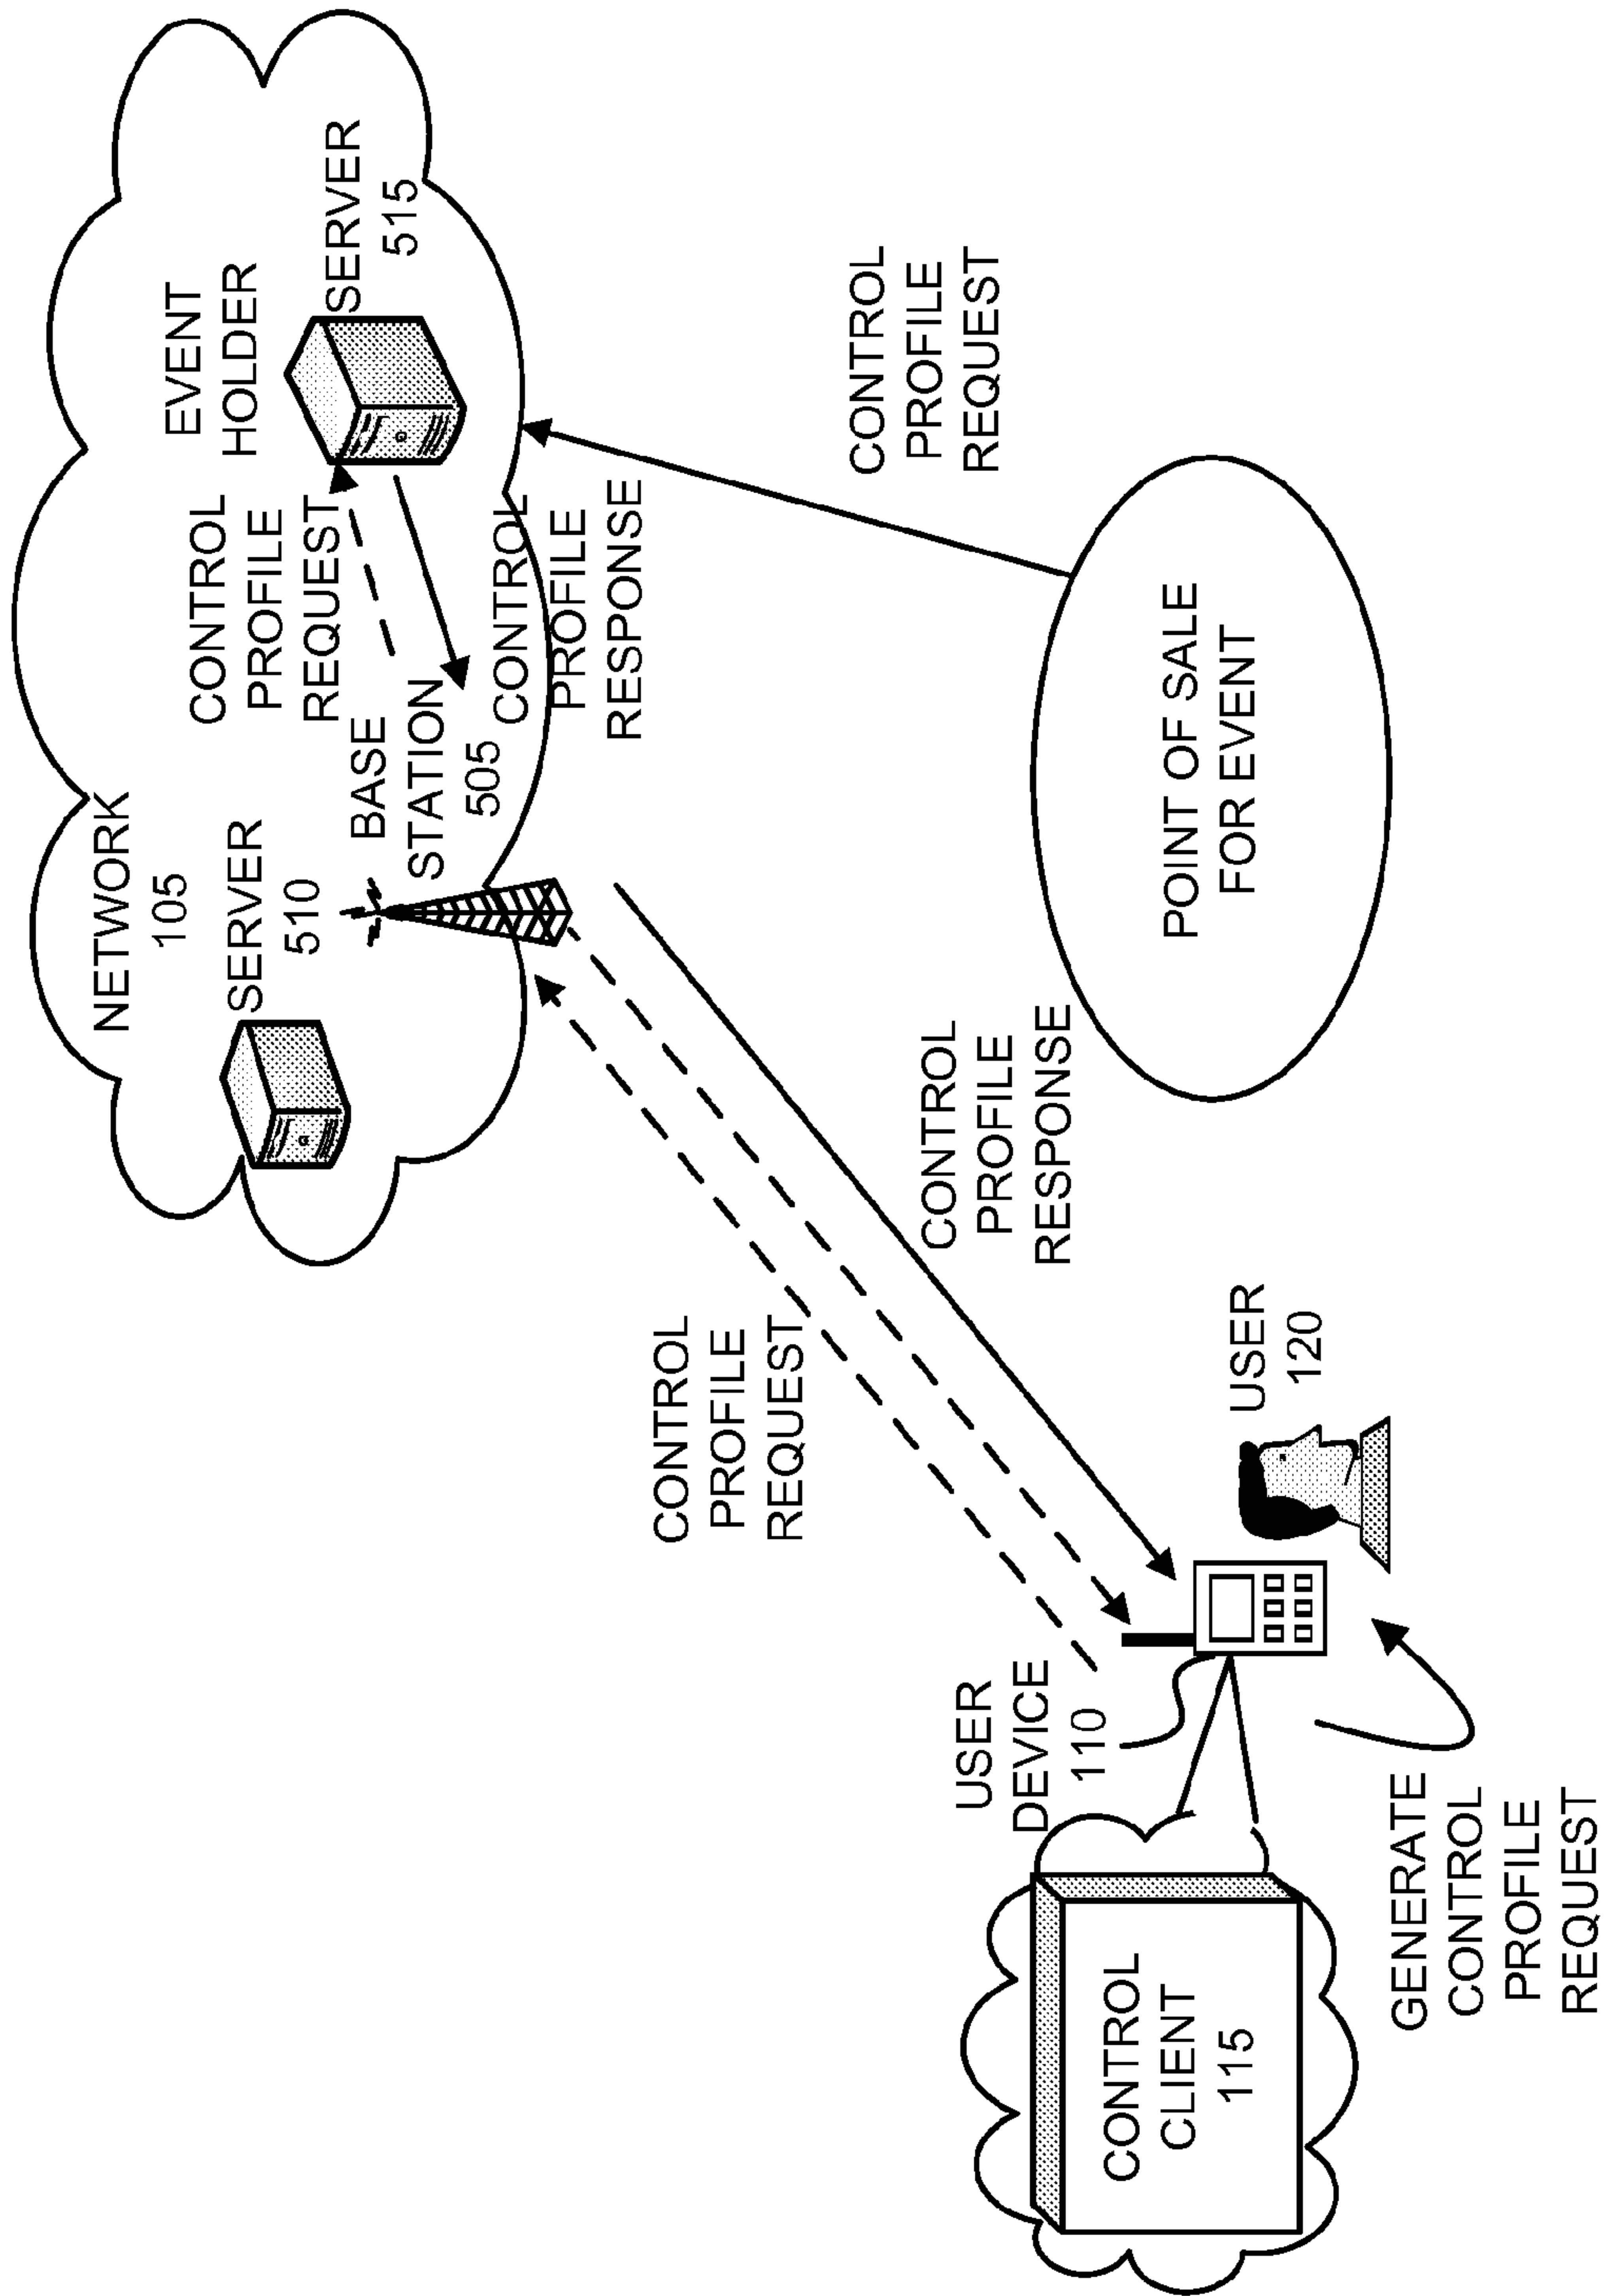 NETWORK
105
SERVER
510
BASE
STATION
505
CONTROL
PROFILE
REQUEST
EVENT
HOLDER
SERVER
515
CONTROL
PROFILE
RESPONSE
CONTROL
PROFILE
REQUEST
CONTROL
PROFILE
RESPONSE
CONTROL
PROFILE
REQUEST
POINT OF SALE
FOR EVENT
USER
DEVICE
110
USER
120
CONTROL
CLIENT
115
GENERATE
CONTROL
PROFILE
REQUEST